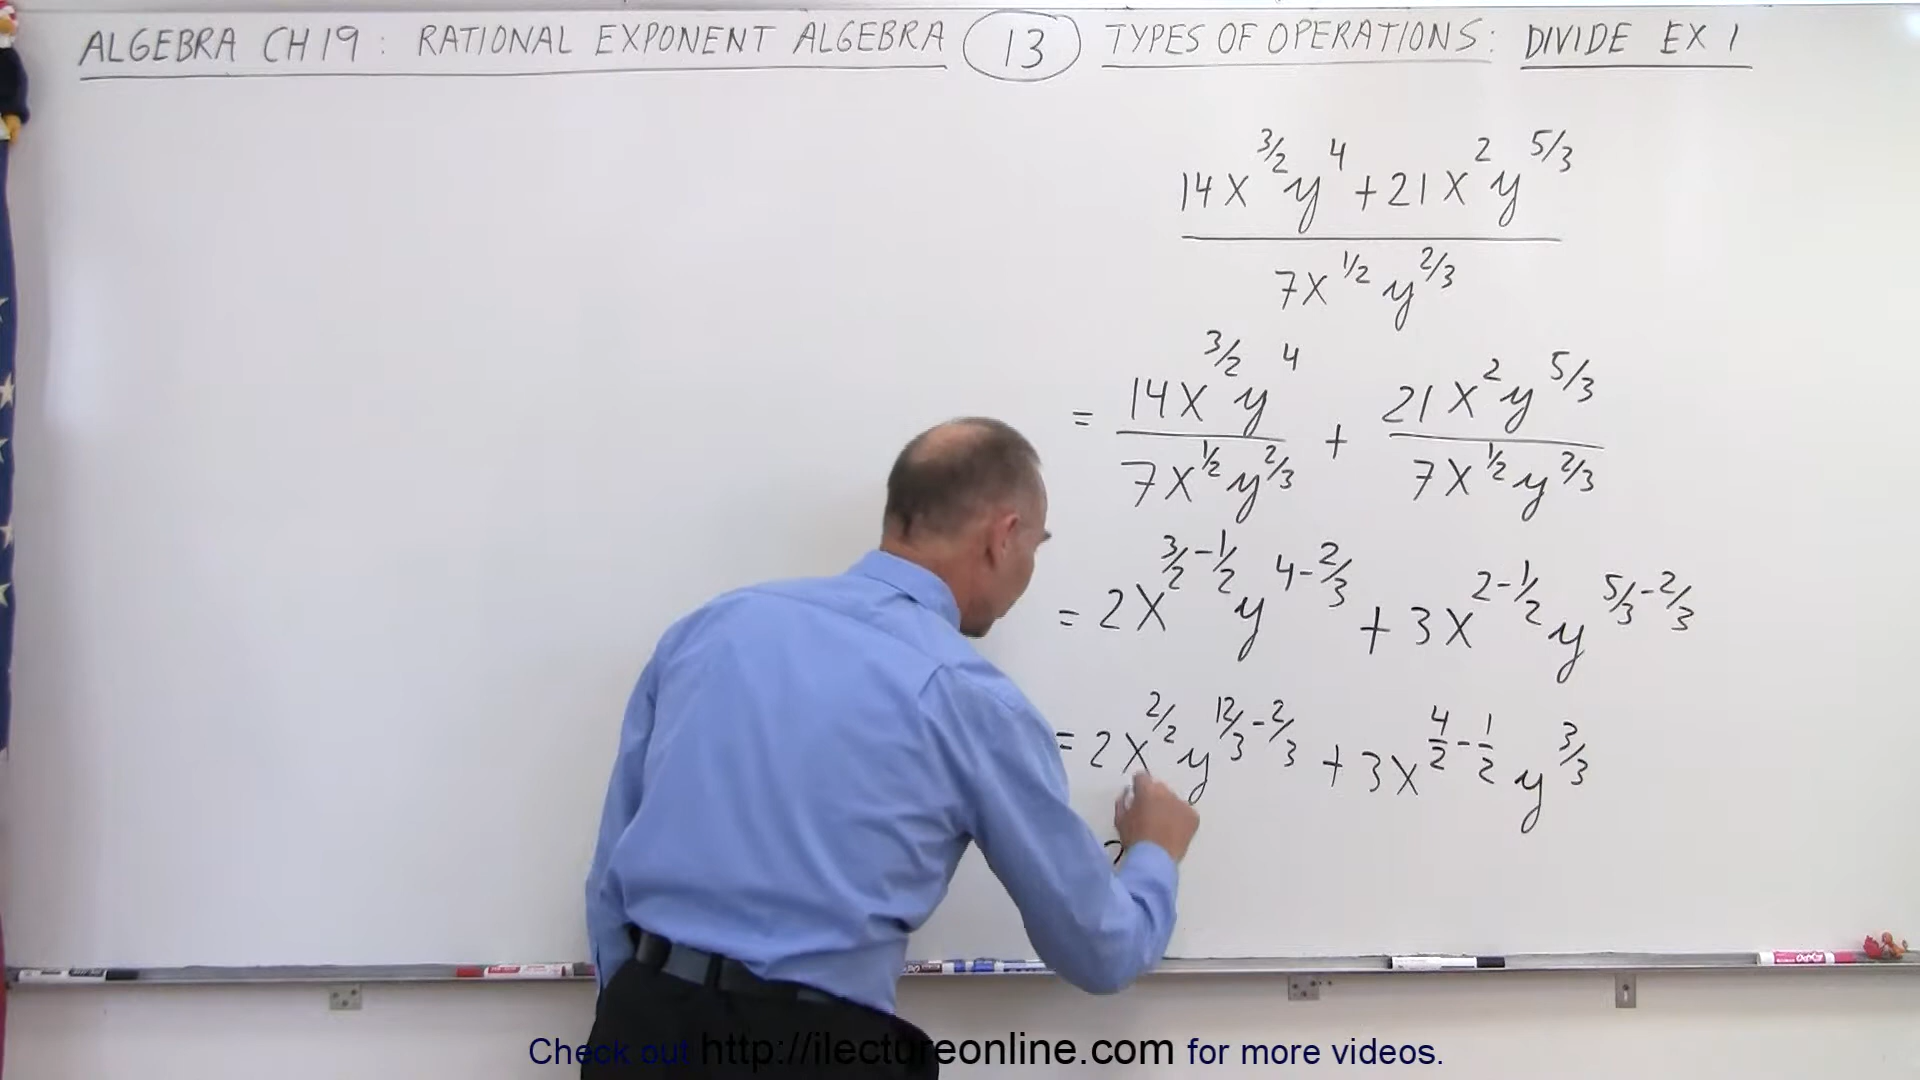 ALGEBRA CH 19: RATIONAL EXPONENT ALGEBRA 13 TYPES OF OPERATIONS: DIVIDE EX 1
14x^{3/2}y^4 + 21x^2y^{5/3}
7x^{1/2}y^{2/3}
= 14x^{3/2}y^4 / 7x^{1/2}y^{2/3} + 21x^2y^{5/3} / 7x^{1/2}y^{2/3}
= 2x^{3/2-1/2}y^{4-2/3} + 3x^{2-1/2}y^{5/3-2/3}
= 2x^{2/2}y^{12/3-2/3} + 3x^{4/2-1/2}y^{3/3}
Check out http://ilectureonline.com for more videos.